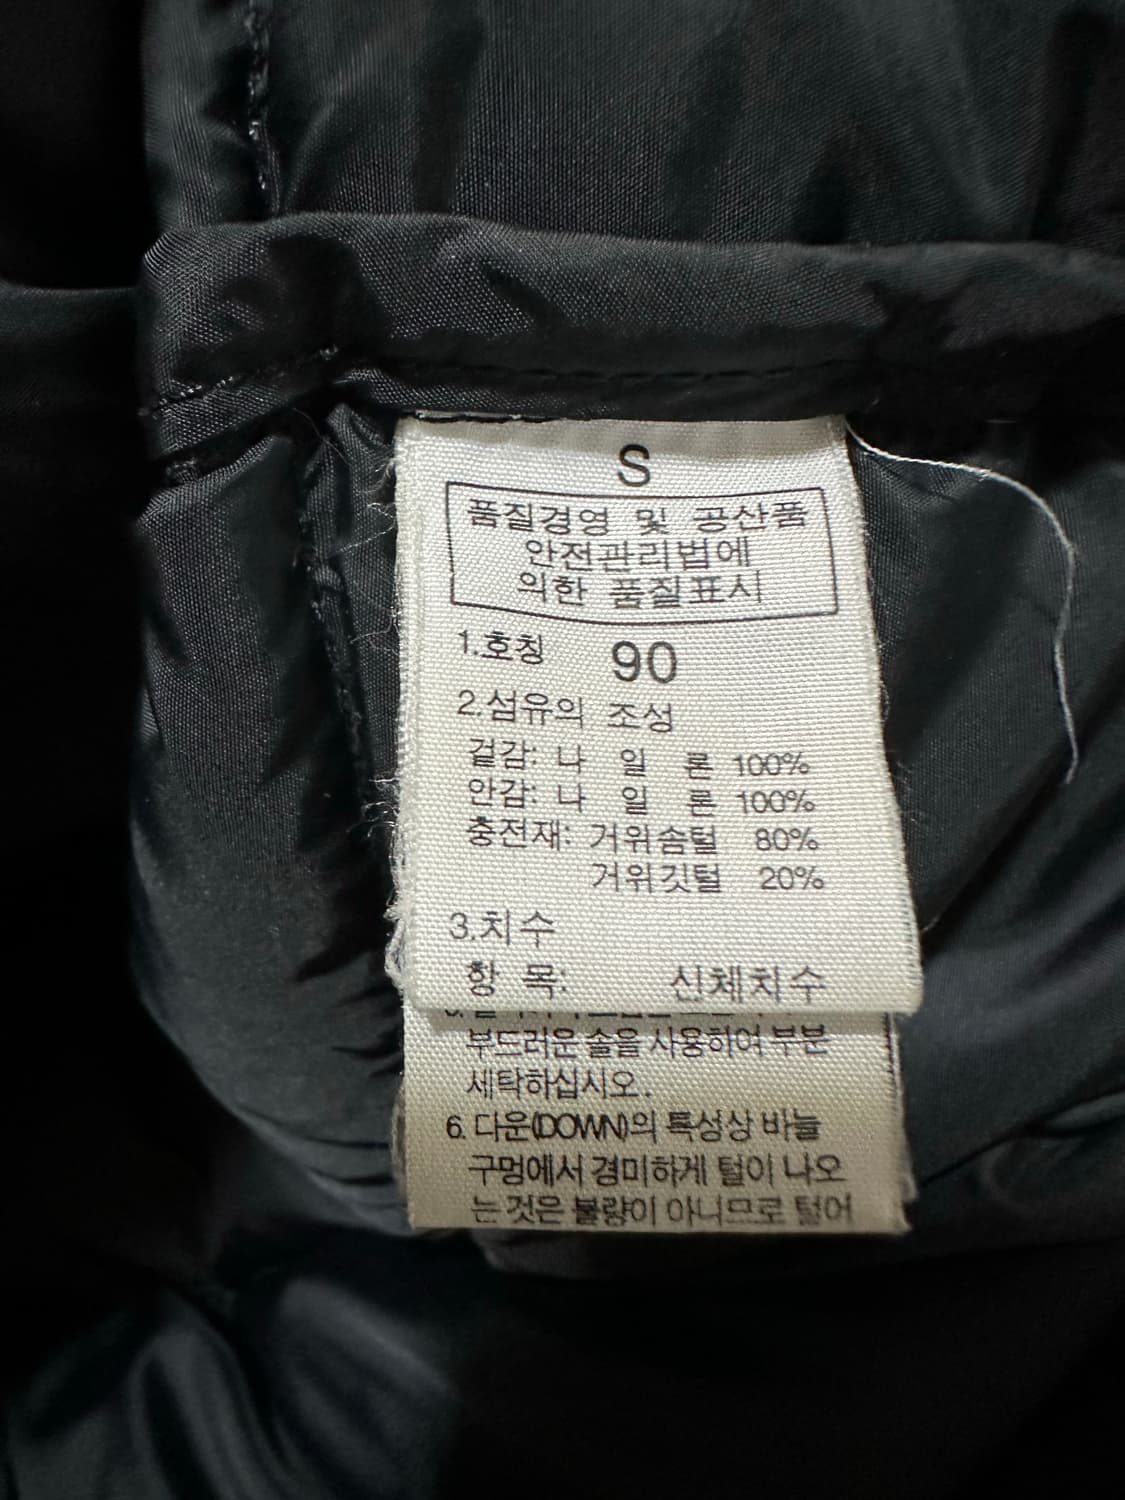 S
품질경영 및 공산품
안전관리법에
의한 품질표시
1.호칭 90
2.섬유의 조성
겉감: 나 일 론 100%
안감: 나 일 론 100%
충전재: 거위솜털 80%
거위깃털 20%
3.치수
항 목: 신체치수
부드러운 솔을 사용하여 부분
세탁하십시오.
6. 다운(DOWN)의 특성상 바늘
구멍에서 경미하게 털이 나오
는 것은 불량이 아니므로 털어